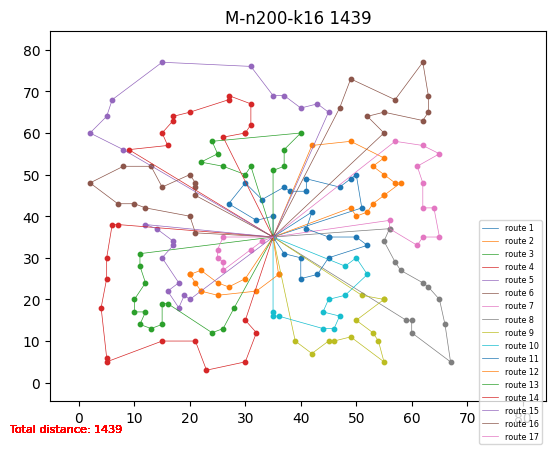 M-n200-k16 1439
80
70
60
50
40
30
20
10
0
0
10
20
30
40
50
60
70
80
route 1
route 2
route 3
route 4
route 5
route 6
route 7
route 8
route 9
route 10
route 11
route 12
route 13
route 14
route 15
route 16
route 17
Total distance: 1439